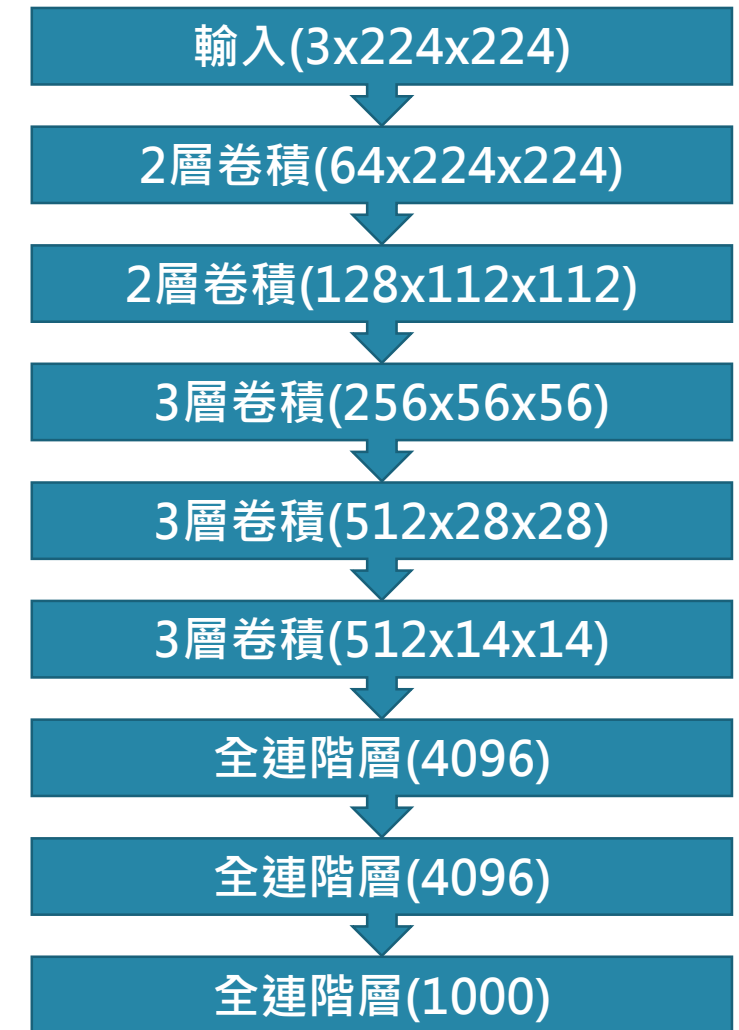 輸入(3x224x224)
2層卷積(64x224x224)
2層卷積(128x112x112)
3層卷積(256x56x56)
3層卷積(512x28x28)
3層卷積(512x14x14)
全連階層(4096)
全連階層(4096)
全連階層(1000)